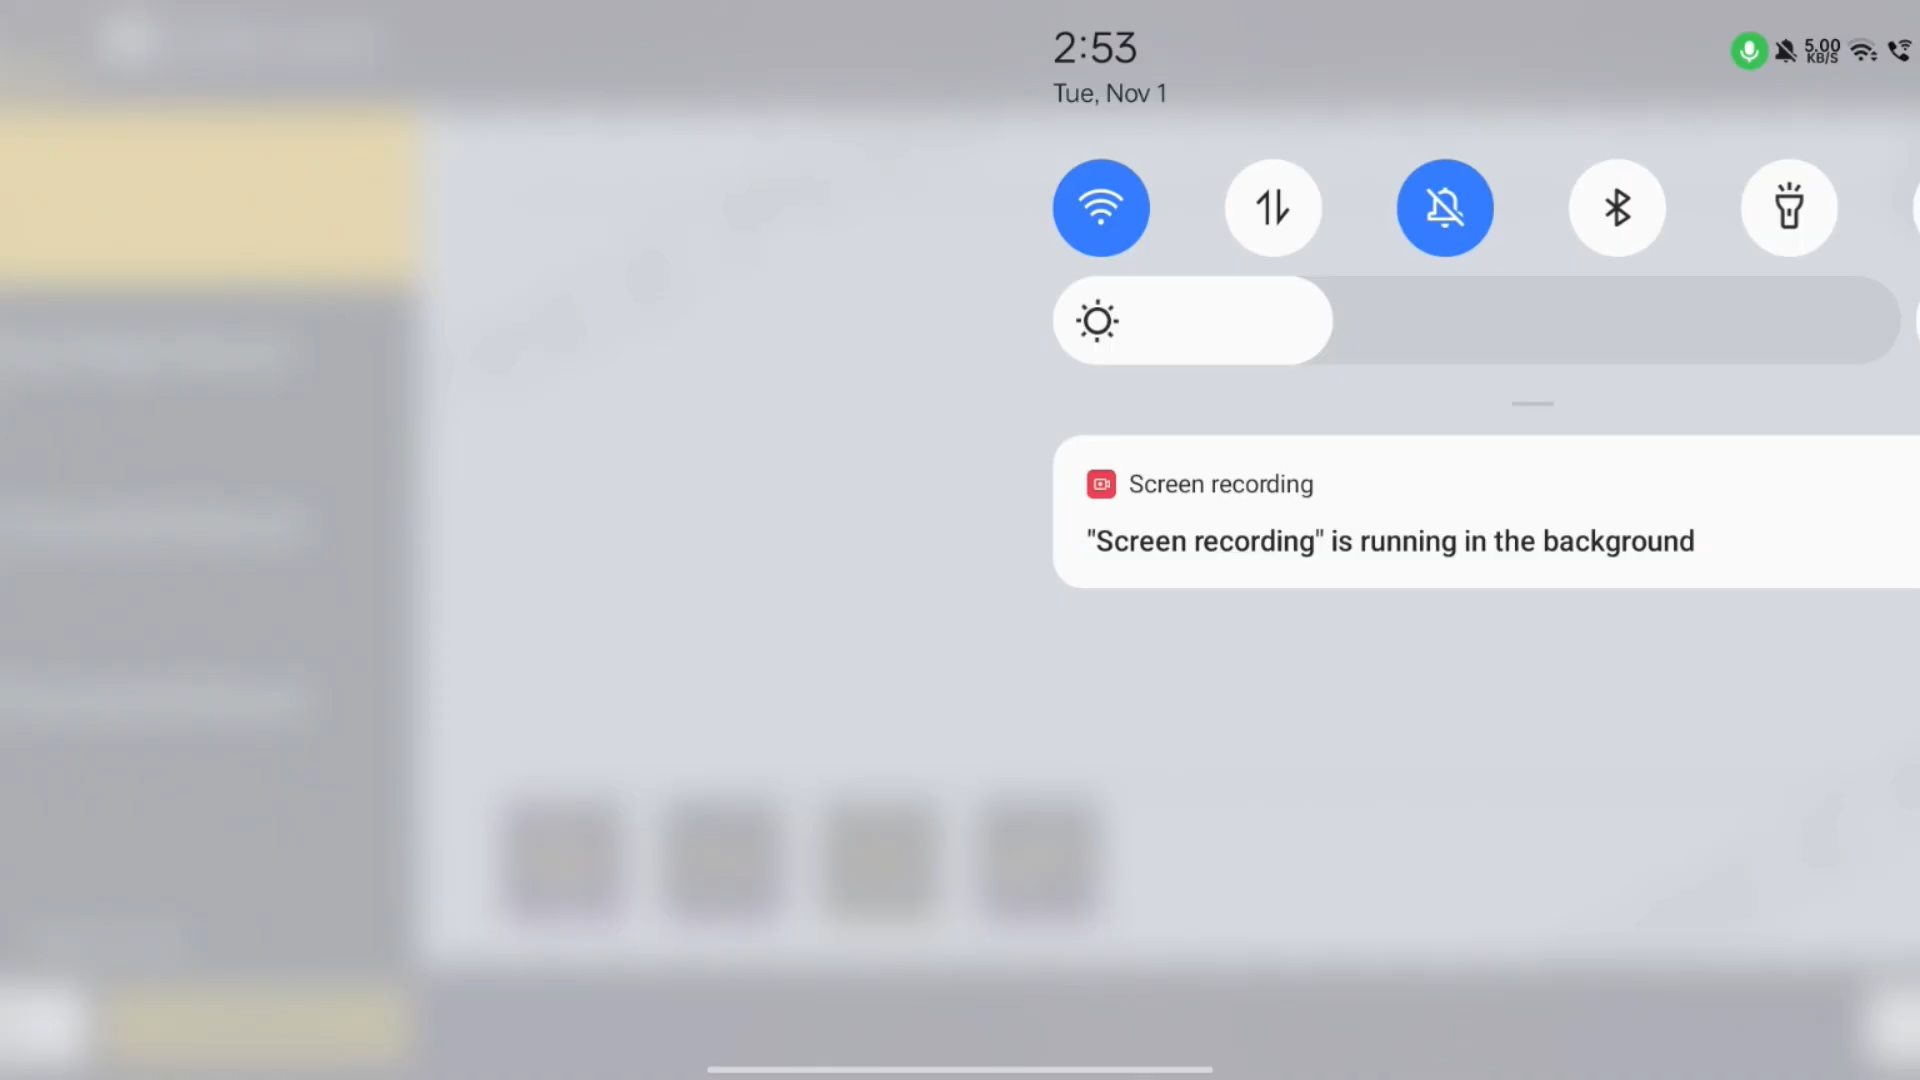 2:53
5.00
KB/S
Tue, Nov 1
Screen recording
"Screen recording" is running in the background